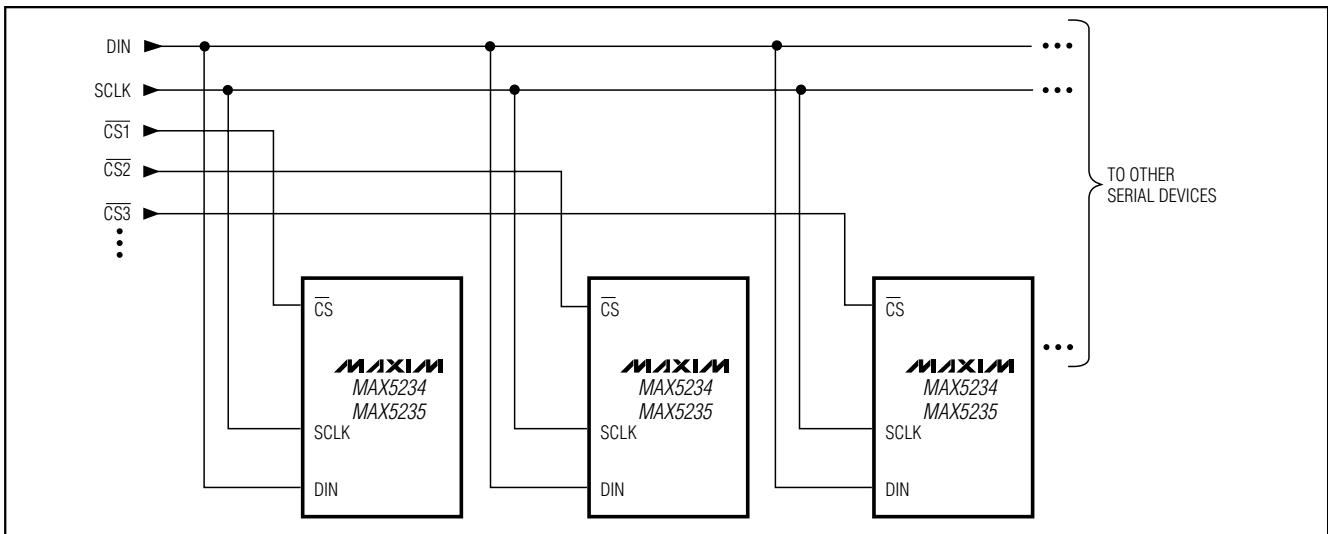 DIN
SCLK
CS1
CS2
CS3
TO OTHER
SERIAL DEVICES
CS
MAXIM
MAX5234
MAX5235
SCLK
DIN
CS
MAXIM
MAX5234
MAX5235
SCLK
DIN
CS
MAXIM
MAX5234
MAX5235
SCLK
DIN